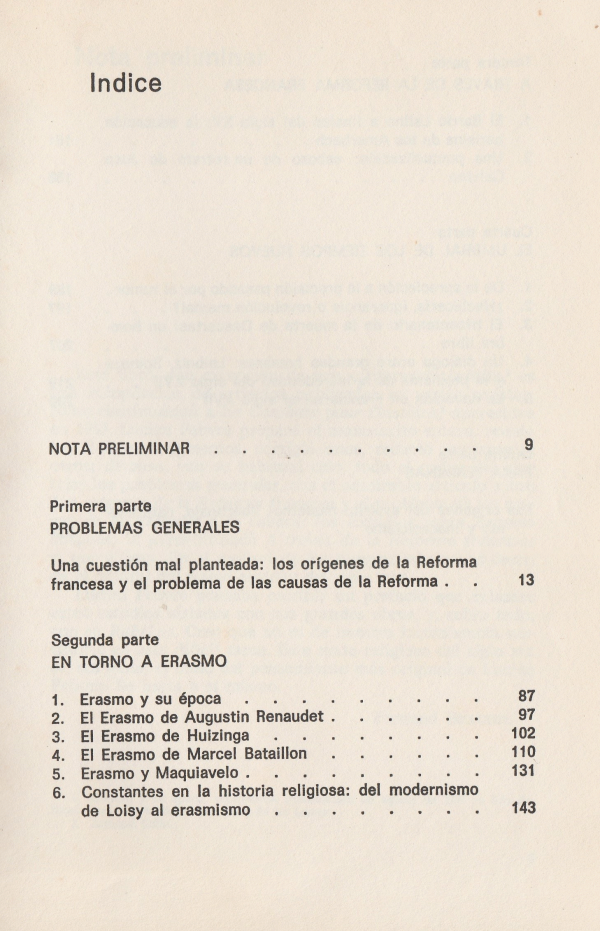 Indice
NOTA PRELIMINAR . . . . . . . . . . 9
Primera parte
PROBLEMAS GENERALES
Una cuestión mal planteada: los orígenes de la Reforma
francesa y el problema de las causas de la Reforma . . 13
Segunda parte
EN TORNO A ERASMO
1. Erasmo y su época . . . . . . . . . 87
2. El Erasmo de Augustin Renaudet . . . . . . 97
3. El Erasmo de Huizinga . . . . . . . . 102
4. El Erasmo de Marcel Bataillon . . . . . . 110
5. Erasmo y Maquiavelo . . . . . . . . . 131
6. Constantes en la historia religiosa: del modernismo
de Loisy al erasmismo . . . . . . . . 143